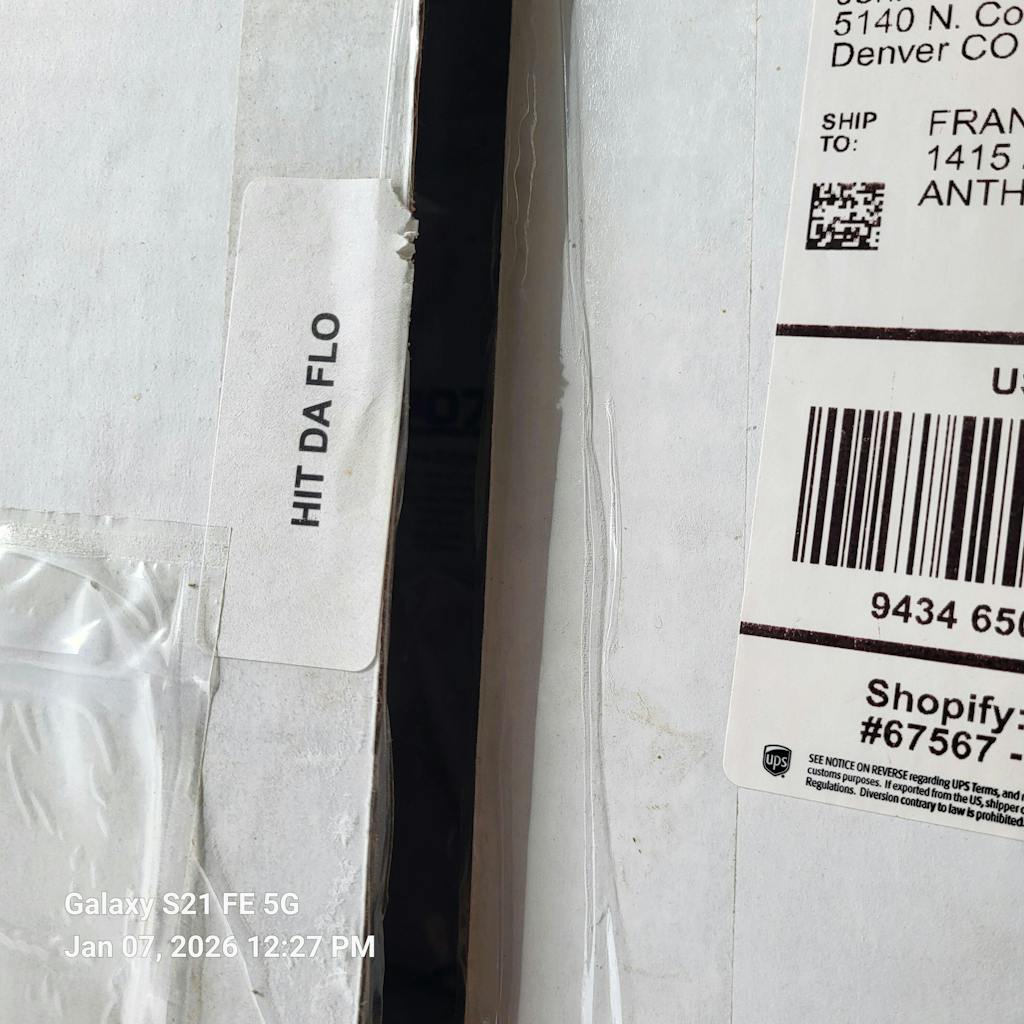 5140 N. Co
Denver CO
SHIP
TO:
FRAN
1415
ANTH
HIT DA FLO
9434 650
Shopify:
#67567 -
ups
SEE NOTICE ON REVERSE regarding UPS Terms, and
customs purposes. If exported from the US, shipper
Regulations. Diversion contrary to law is prohibited.
Galaxy S21 FE 5G
Jan 07, 2026 12:27 PM